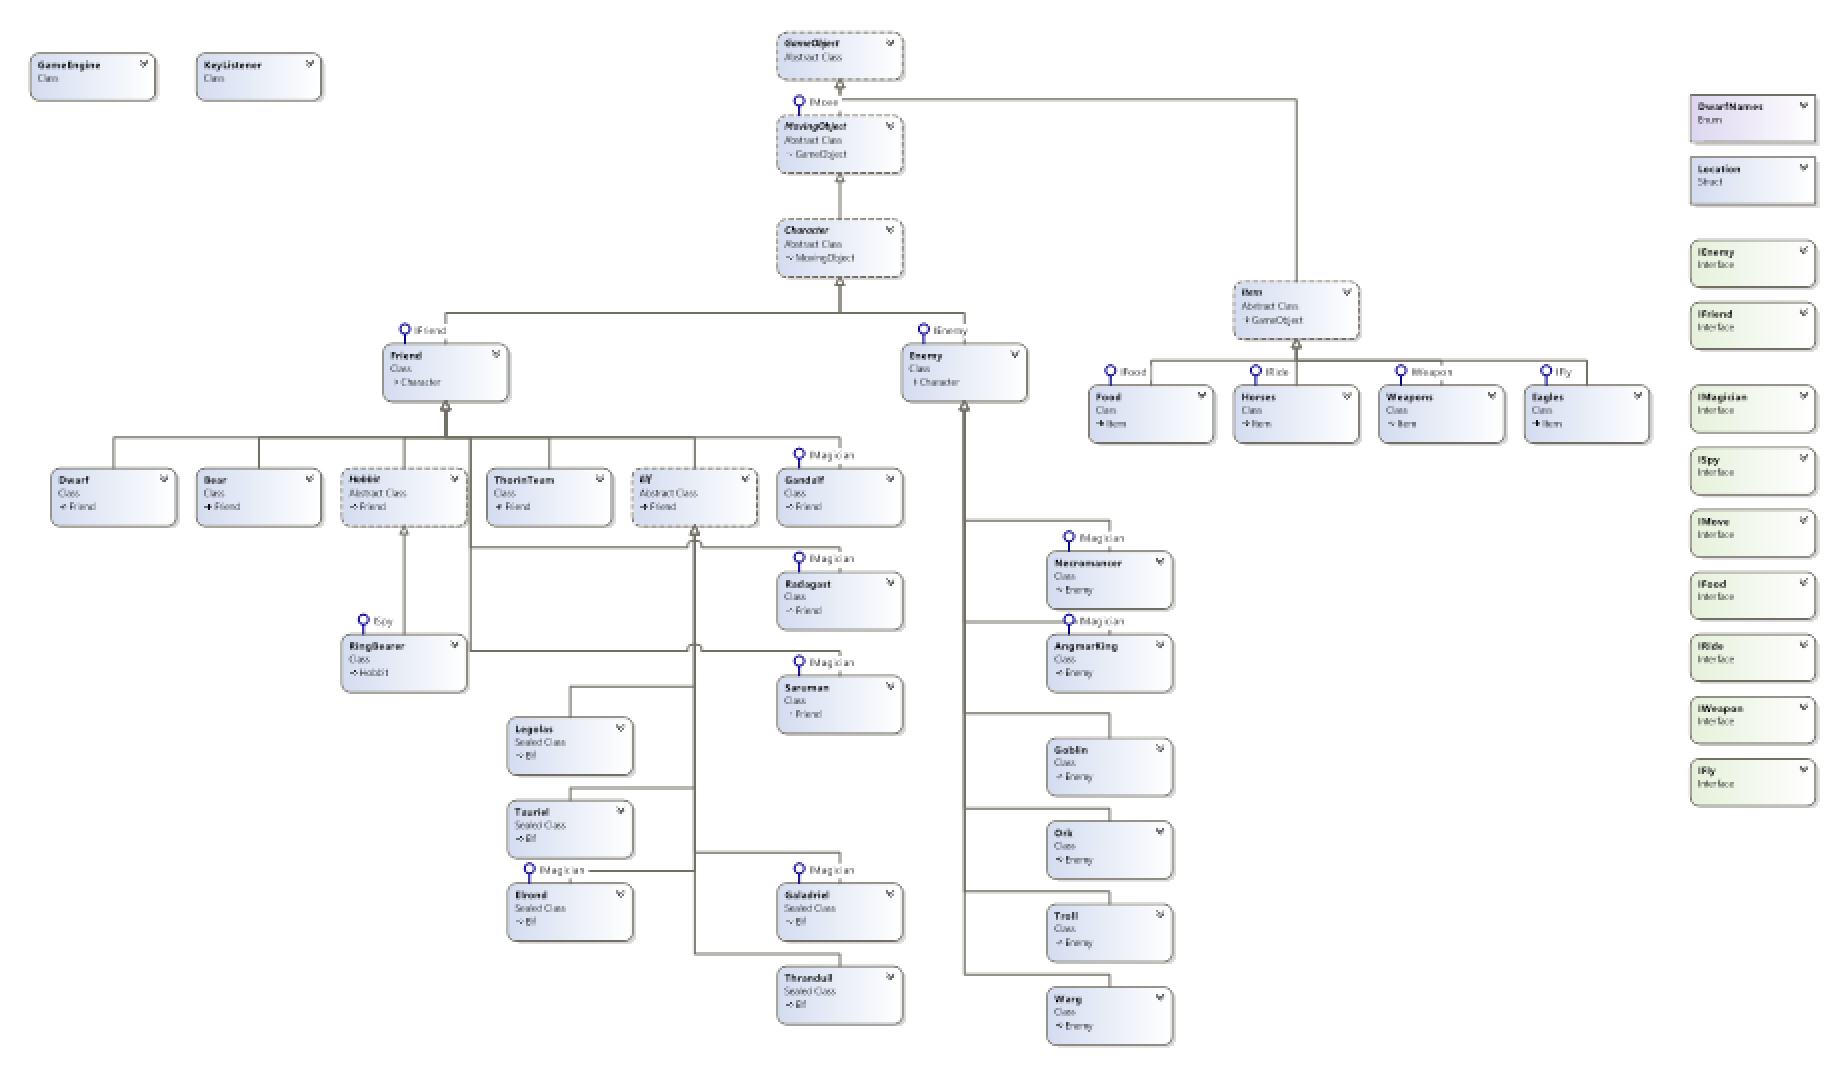 GameObject
Abstract Class
GameEngine
Class
KeyListener
Class
IMove
MovingObject
Abstract Class
GameObject
Character
Abstract Class
MovingObject
IFriend
Friend
Class
Character
IEnemy
Enemy
Class
Character
Item
Abstract Class
GameObject
IFood
Food
Class
Item
IRide
Horses
Class
Item
IWeapon
Weapons
Class
Item
IFly
Eagles
Class
Item
Dwarf
Class
Friend
Bear
Class
Friend
Hobbit
Abstract Class
Friend
ThorinTeam
Class
Friend
Elf
Abstract Class
Friend
IMagician
Gandalf
Class
Friend
IMagician
Radagast
Class
Friend
ISpy
RingBearer
Class
Hobbit
IMagician
Saruman
Class
Friend
Legolas
Sealed Class
Elf
Tauriel
Sealed Class
Elf
IMagician
Elrond
Sealed Class
Elf
IMagician
Galadriel
Sealed Class
Elf
Thranduil
Sealed Class
Elf
IMagician
Necromancer
Class
Enemy
IMagician
AngmarKing
Class
Enemy
Goblin
Class
Enemy
Ork
Class
Enemy
Troll
Class
Enemy
Warg
Class
Enemy
DwarfNames
Enum
Location
Struct
IEnemy
Interface
IFriend
Interface
IMagician
Interface
ISpy
Interface
IMove
Interface
IFood
Interface
IRide
Interface
IWeapon
Interface
IFly
Interface